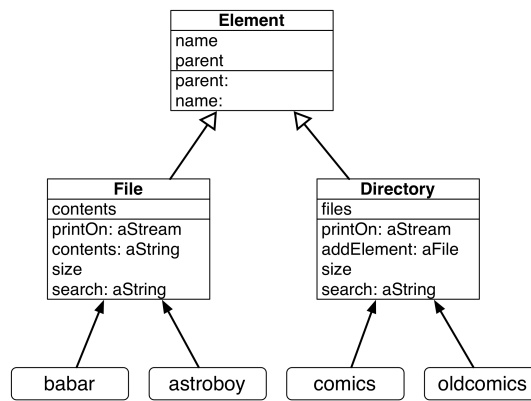 Element
name
parent
parent:
name:
File
contents
printOn: aStream
contents: aString
size
search: aString
Directory
files
printOn: aStream
addElement: aFile
size
search: aString
babar
astroboy
comics
oldcomics